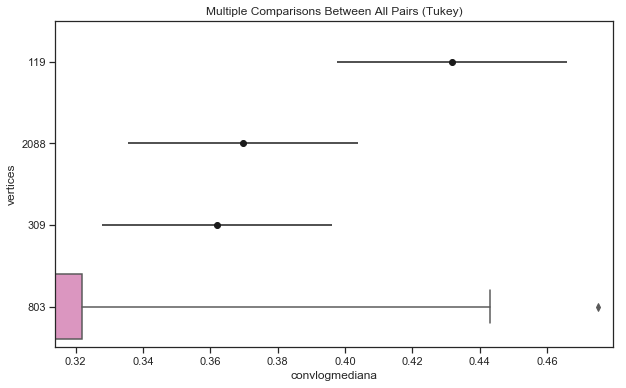 Multiple Comparisons Between All Pairs (Tukey)
119
2088
309
803
vertices
0.32 0.34 0.36 0.38 0.40 0.42 0.44 0.46
convlogmediana